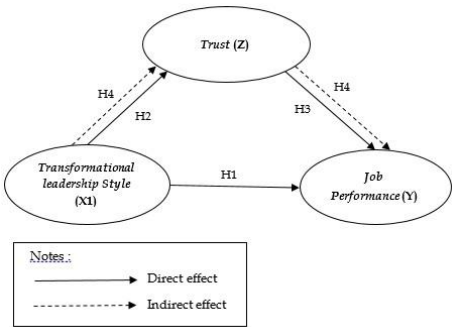 Trust (Z)
H4
H4
H2
H3
Transformational
leadership Style
(X1)
H1
Job
Performance (Y)
Notes :
Direct effect
Indirect effect